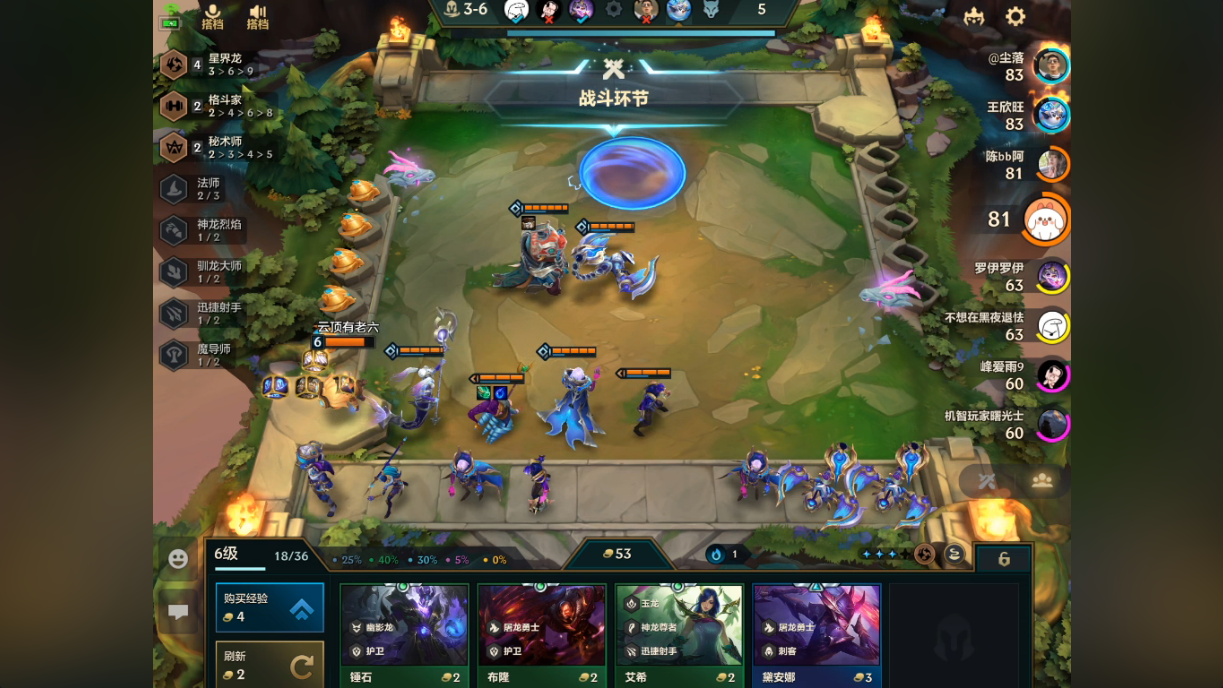 搭档
搭档
3-6
5
战斗环节
4
星界龙
3 > 6 > 9
2
格斗家
2 > 4 > 6 > 8
2
秘术师
2 > 3 > 4 > 5
法师
2 / 3
神龙烈焰
1 / 2
驯龙大师
1 / 2
迅捷射手
1 / 2
魔导师
1 / 2
@尘落
83
王欣旺
83
陈bb阿
81
81
罗伊罗伊
63
不想在黑夜退怯
63
峰爱雨9
60
机智玩家曙光士
60
云顶有老六
6
6级
18/36
25%
40%
30%
5%
0%
53
1
购买经验
4
刷新
2
幽影龙
护卫
锤石
2
屠龙勇士
护卫
布隆
2
玉龙
神龙尊者
迅捷射手
艾希
2
屠龙勇士
刺客
黛安娜
3